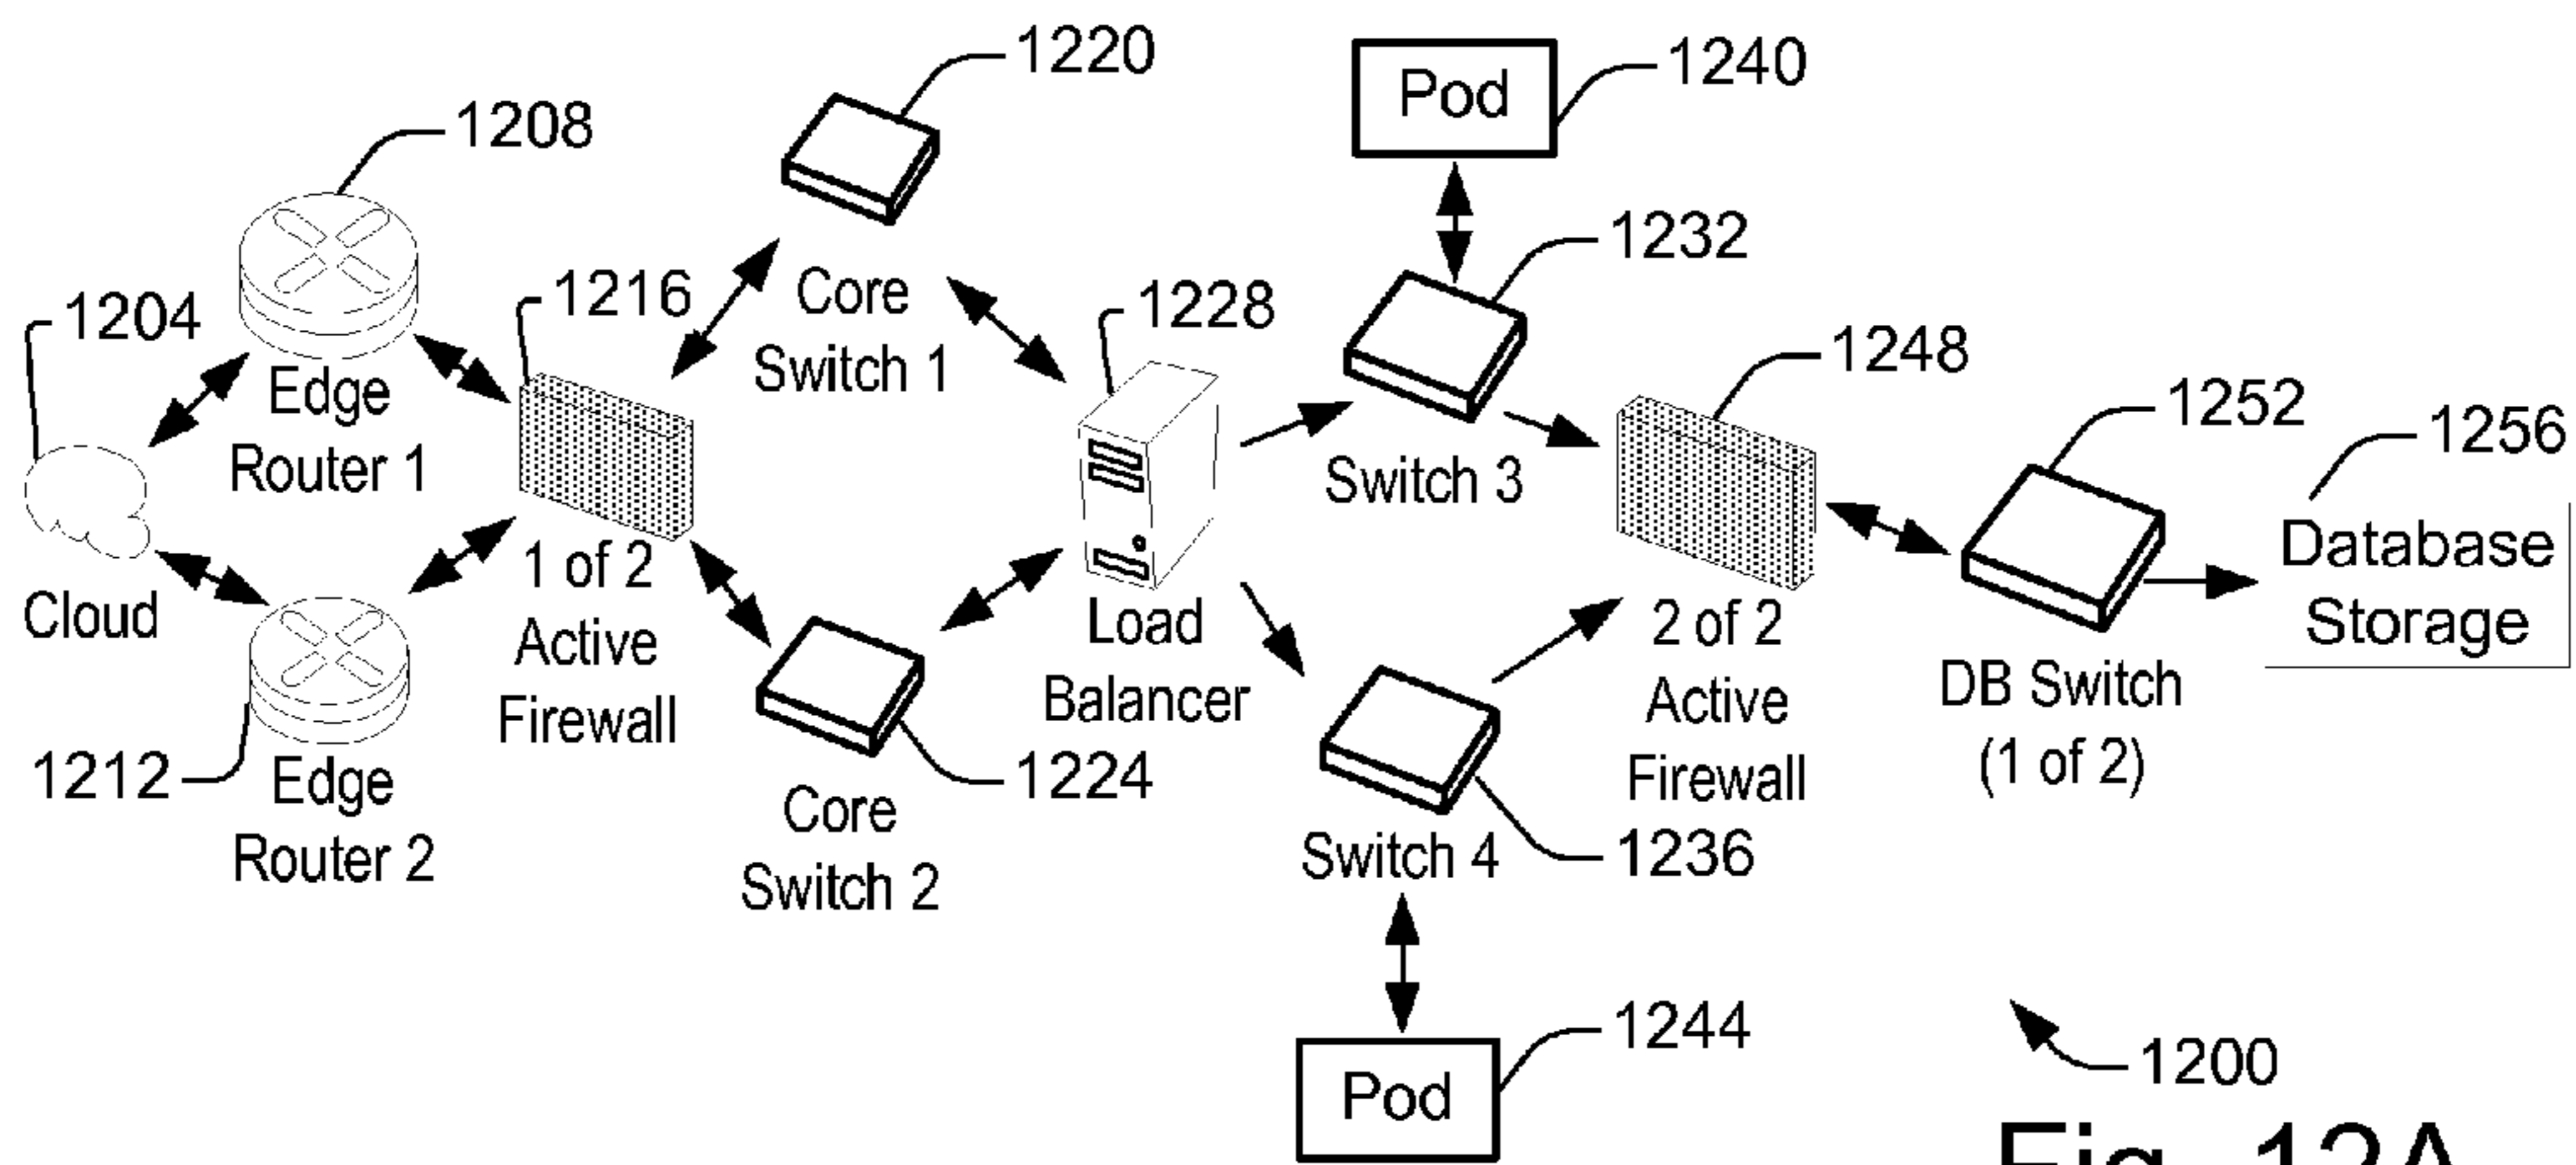 1220
Pod
1240
1208
1232
1216
Core
Switch 1
1204
1228
1248
Edge
Router 1
1252
1256
Switch 3
Database
Storage
Cloud
1 of 2
Active
Firewall
Load
Balancer
2 of 2
Active
Firewall
DB Switch
(1 of 2)
1212
Edge
Router 2
1224
Core
Switch 2
Switch 4
1236
1244
Pod
1200
Fig. 12A